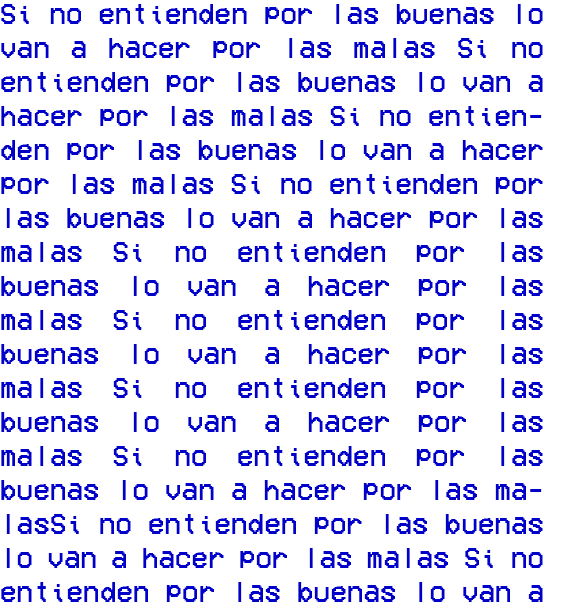 Si no entienden por las buenas lo
van a hacer por las malas Si no
entienden por las buenas lo van a
hacer por las malas Si no entien-
den por las buenas lo van a hacer
por las malas Si no entienden por
las buenas lo van a hacer por las
malas Si no entienden por las
buenas lo van a hacer por las
malas Si no entienden por las
buenas lo van a hacer por las
malas Si no entienden por las
buenas lo van a hacer por las
malas Si no entienden por las
buenas lo van a hacer por las ma-
lasSi no entienden por las buenas
lo van a hacer por las malas Si no
entienden por las buenas lo van a